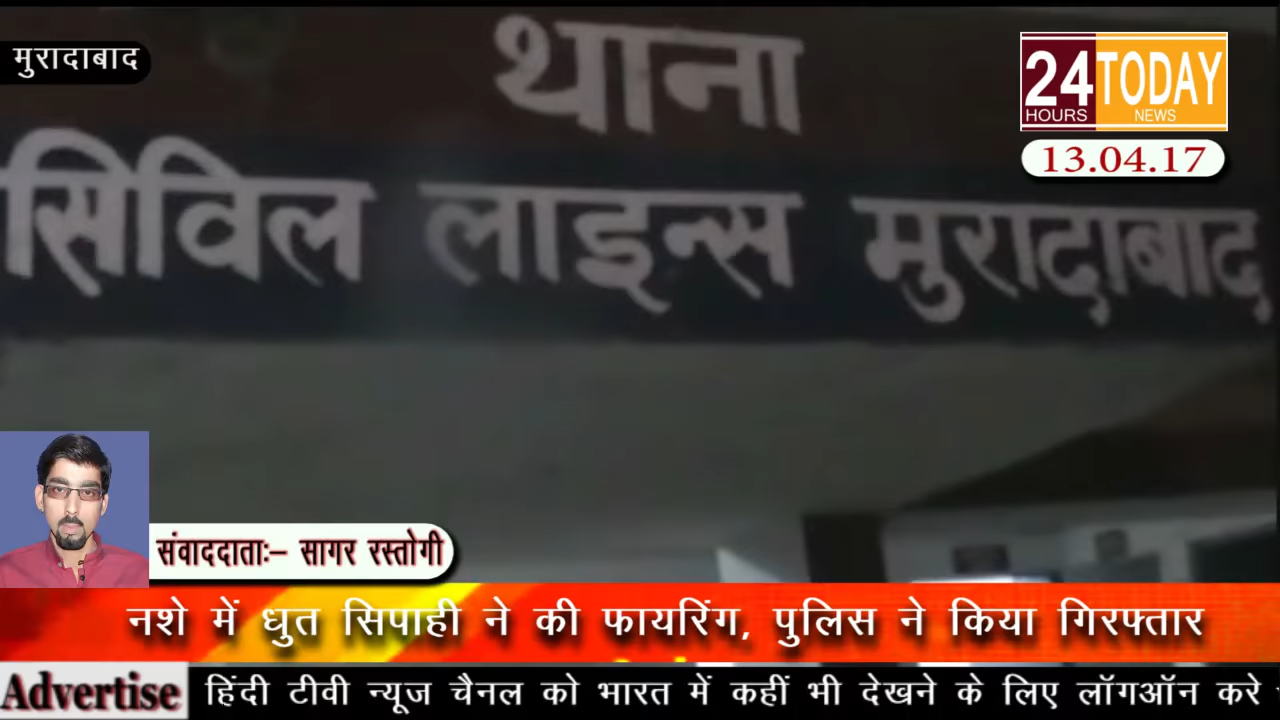 मुरादाबाद
थाना
सिविल लाइन्स मुरादाबाद
24 TODAY
HOURS NEWS
13.04.17
संवाददाताः– सागर रस्तोगी
नशे में धुत सिपाही ने की फायरिंग, पुलिस ने किया गिरफ्तार
Advertise हिंदी टीवी न्यूज चैनल को भारत में कहीं भी देखने के लिए लॉगऑन करे